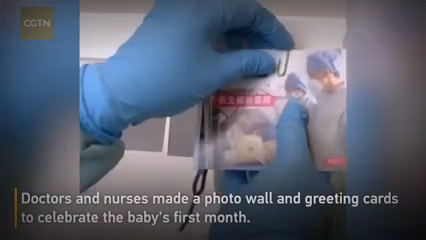 CGTN
Doctors and nurses made a photo wall and greeting cards
to celebrate the baby's first month.